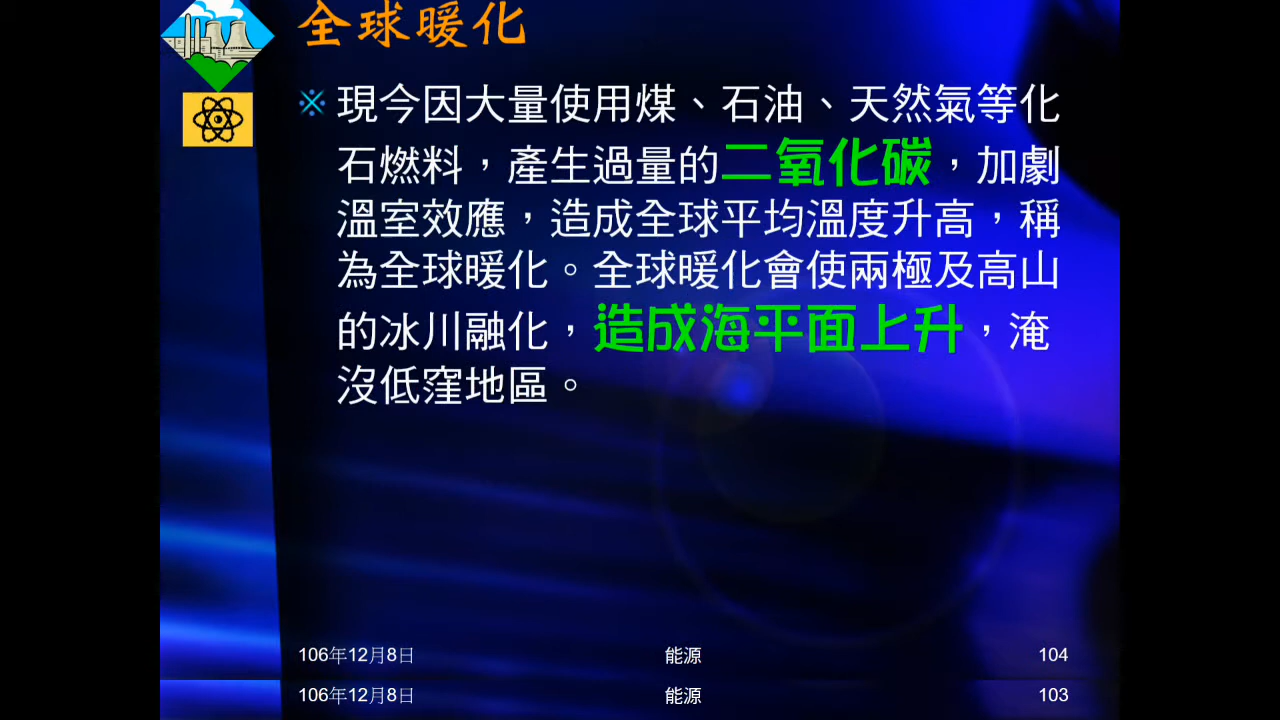 全球暖化
※現今因大量使用煤、石油、天然氣等化
石燃料，產生過量的二氧化碳，加劇
溫室效應，造成全球平均溫度升高，稱
為全球暖化。全球暖化會使兩極及高山
的冰川融化，造成海平面上升，淹
沒低窪地區。
106年12月8日 能源 104
106年12月8日 能源 103